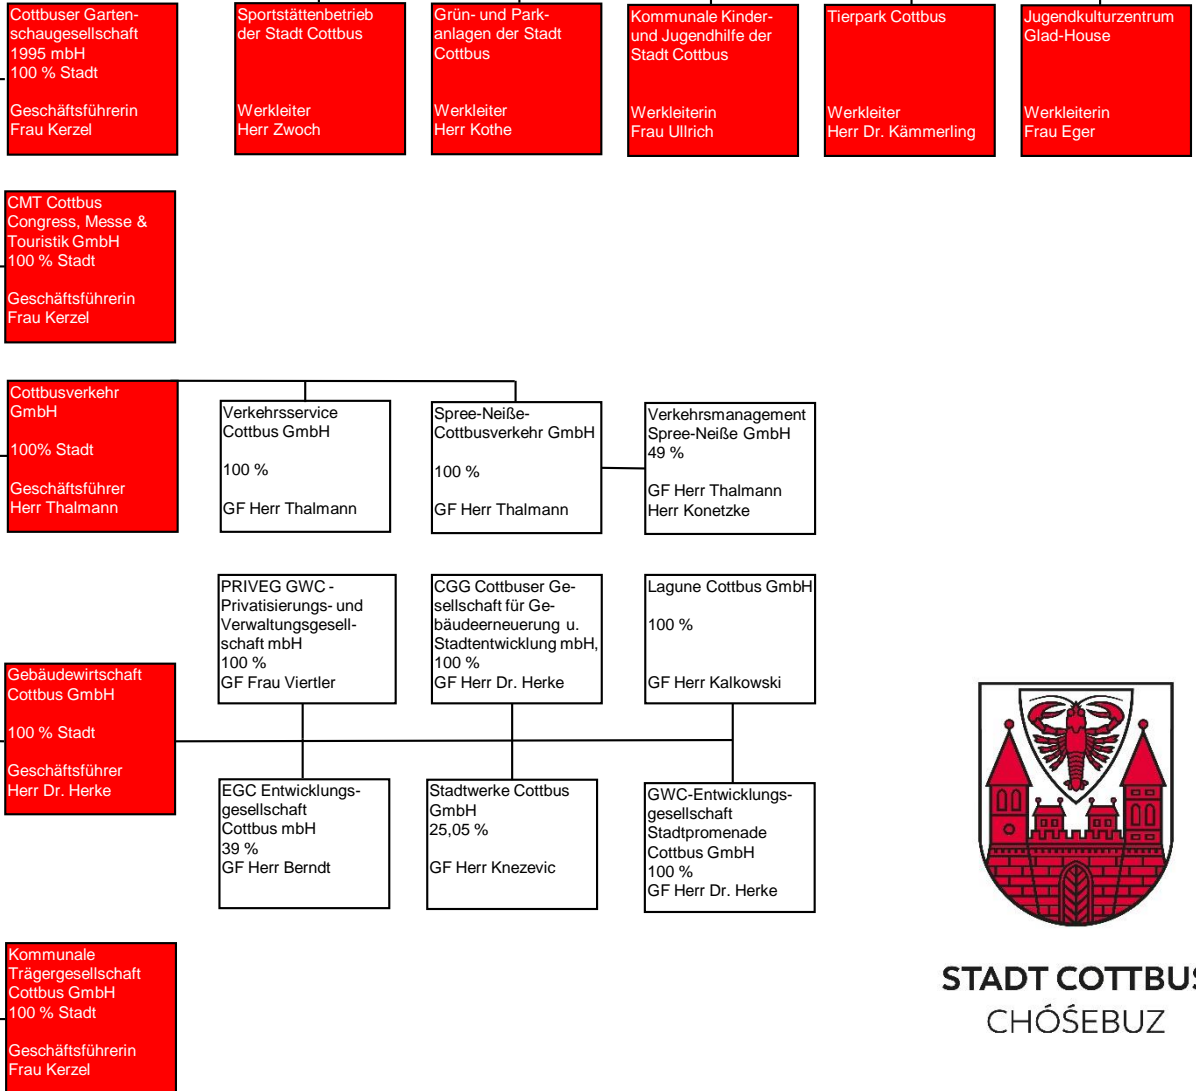 Cottbuser Garten-
schaugesellschaft
1995 mbH
100 % Stadt
Geschäftsführerin
Frau Kerzel
Sportstättenbetrieb
der Stadt Cottbus
Werkleiter
Herr Zwoch
Grün- und Park-
anlagen der Stadt
Cottbus
Werkleiter
Herr Kothe
Kommunale Kinder-
und Jugendhilfe der
Stadt Cottbus
Werkleiterin
Frau Ullrich
Tierpark Cottbus
Werkleiter
Herr Dr. Kämmerling
Jugendkulturzentrum
Glad-House
Werkleiterin
Frau Eger
CMT Cottbus
Congress, Messe &
Touristik GmbH
100 % Stadt
Geschäftsführerin
Frau Kerzel
Cottbusverkehr
GmbH
100% Stadt
Geschäftsführer
Herr Thalmann
Verkehrsservice
Cottbus GmbH
100 %
GF Herr Thalmann
Spree-Neiße-
Cottbusverkehr GmbH
100 %
GF Herr Thalmann
Verkehrsmanagement
Spree-Neiße GmbH
49 %
GF Herr Thalmann
Herr Konetzke
PRIVEG GWC -
Privatisierungs- und
Verwaltungsgesell-
schaft mbH
100 %
GF Frau Viertler
CGG Cottbuser Ge-
sellschaft für Ge-
bäudeerneuerung u.
Stadtentwicklung mbH,
100 %
GF Herr Dr. Herke
Lagune Cottbus GmbH
100 %
GF Herr Kalkowski
Gebäudewirtschaft
Cottbus GmbH
100 % Stadt
Geschäftsführer
Herr Dr. Herke
EGC Entwicklungs-
gesellschaft
Cottbus mbH
39 %
GF Herr Berndt
Stadtwerke Cottbus
GmbH
25,05 %
GF Herr Knezevic
GWC-Entwicklungs-
gesellschaft
Stadtpromenade
Cottbus GmbH
100 %
GF Herr Dr. Herke
Kommunale
Trägergesellschaft
Cottbus GmbH
100 % Stadt
Geschäftsführerin
Frau Kerzel
STADT COTTBUS
CHÓŚEBUZ